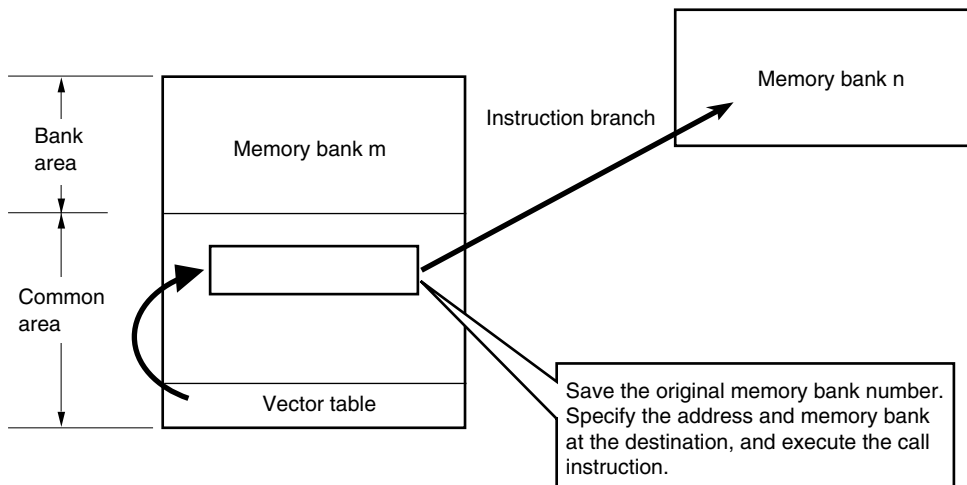 Memory bank n
Instruction branch
Bank
area
Memory bank m
Common
area
Vector table
Save the original memory bank number.
Specify the address and memory bank
at the destination, and execute the call
instruction.